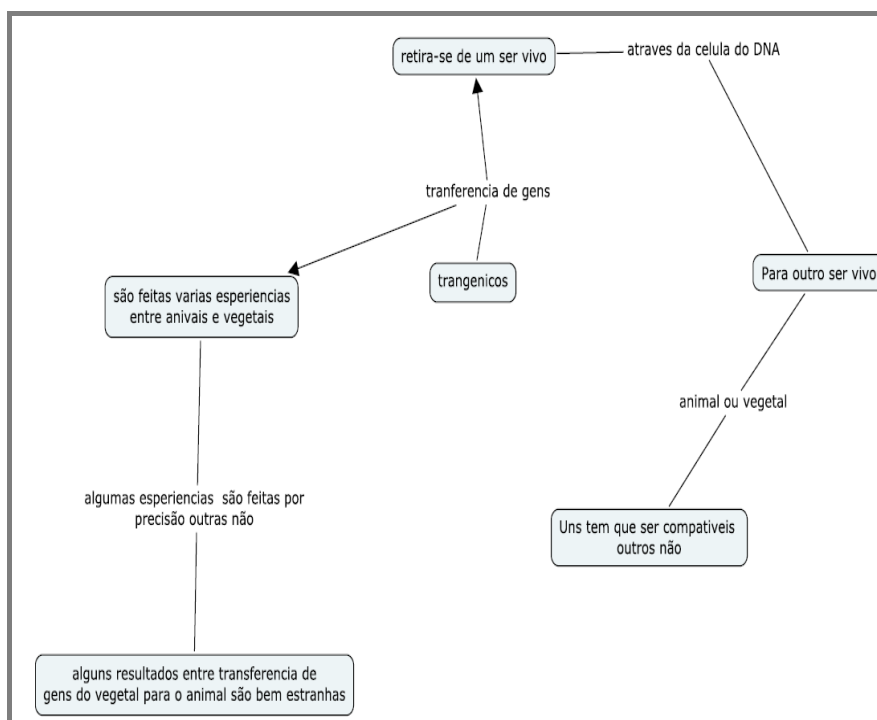 retira-se de um ser vivo
atraves da celula do DNA
tranferencia de gens
trangenicos
Para outro ser vivo
são feitas varias esperiencias
entre anivais e vegetais
animal ou vegetal
algumas esperiencias são feitas por
precisão outras não
Uns tem que ser compativeis
outros não
alguns resultados entre transferencia de
gens do vegetal para o animal são bem estranhas